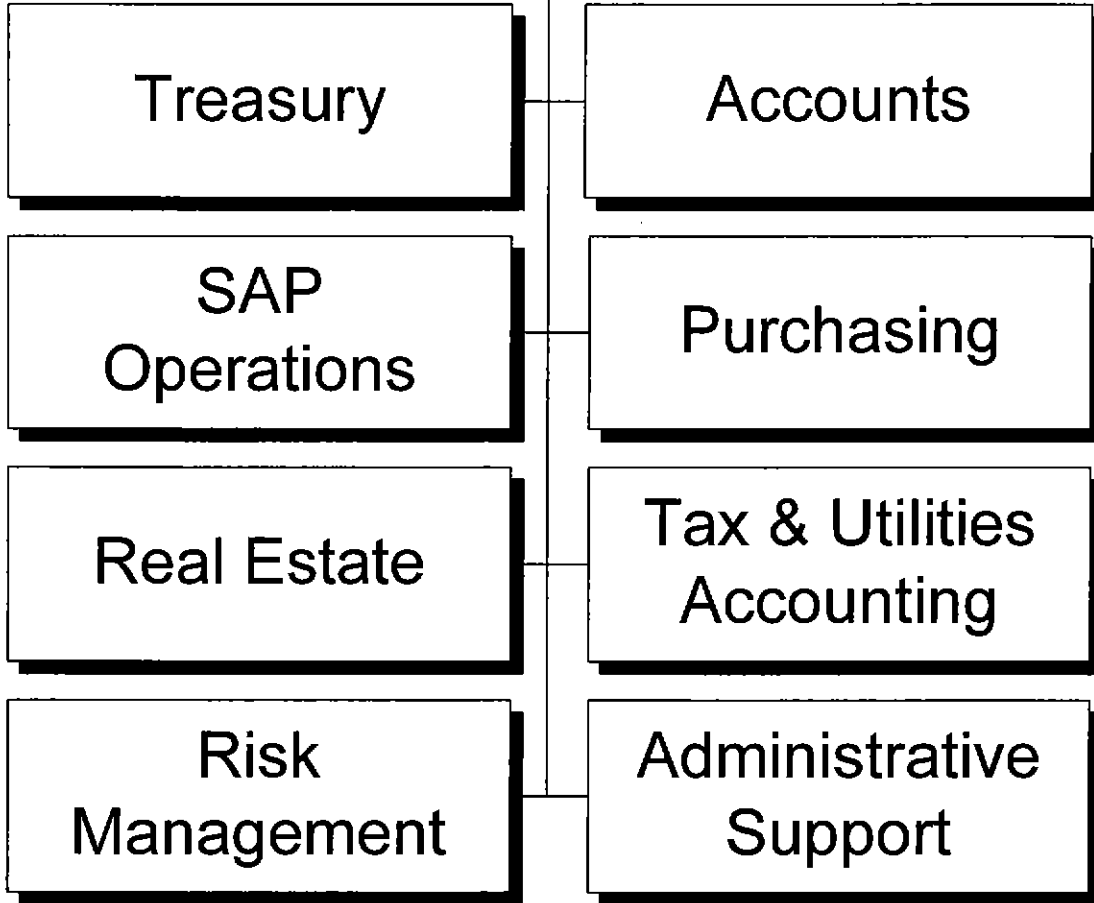 Treasury
Accounts
SAP
Operations
Purchasing
Real Estate
Tax & Utilities
Accounting
Risk
Management
Administrative
Support